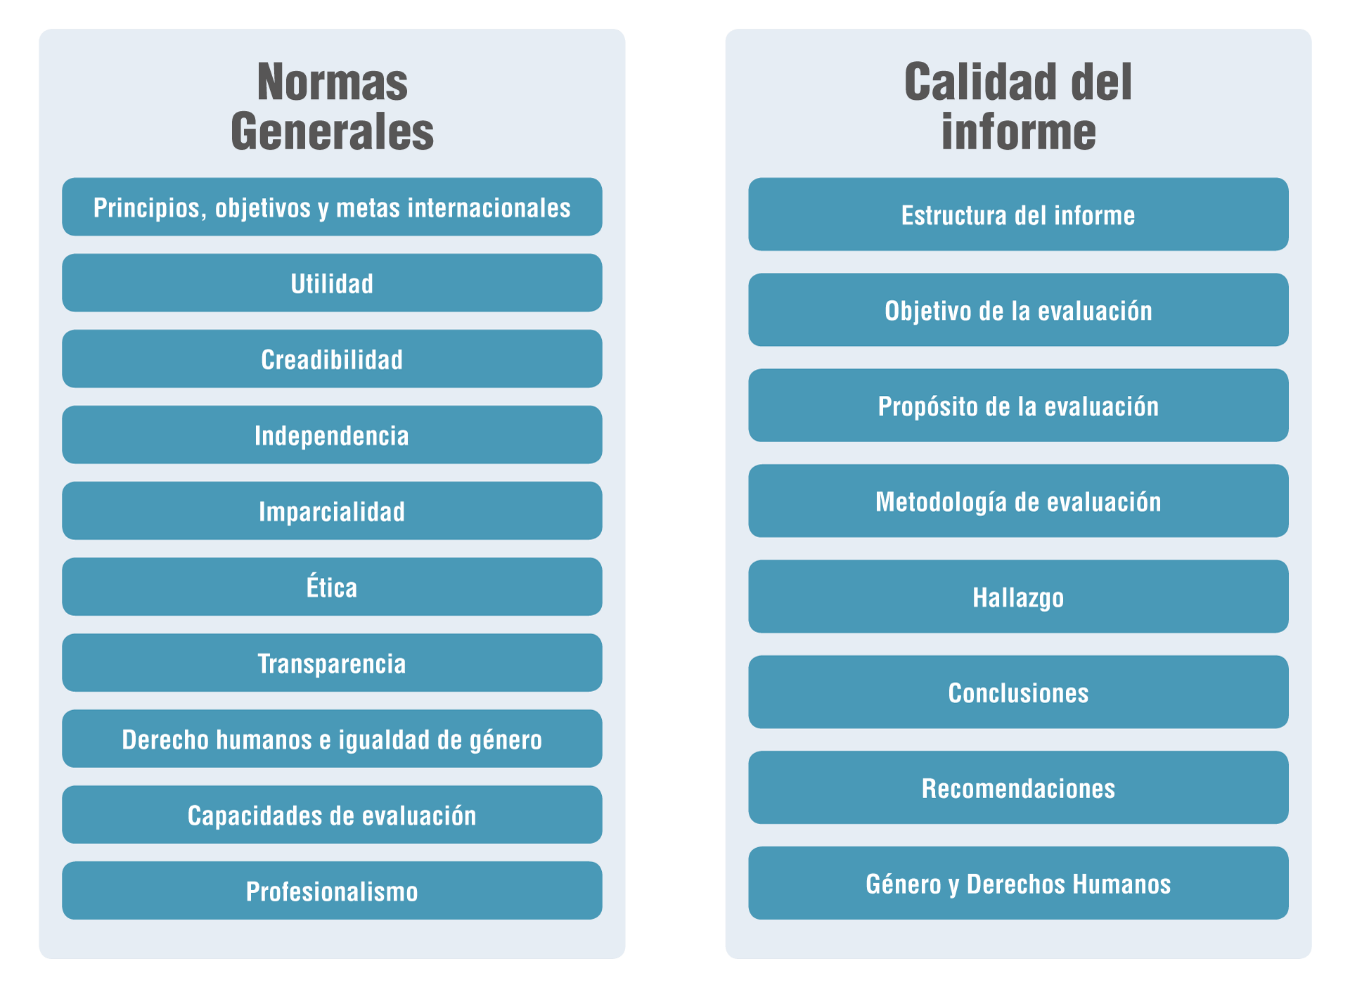 Normas
Generales
Principios, objetivos y metas internacionales
Utilidad
Creadibilidad
Independencia
Imparcialidad
Ética
Transparencia
Derecho humanos e igualdad de género
Capacidades de evaluación
Profesionalismo
Calidad del
informe
Estructura del informe
Objetivo de la evaluación
Propósito de la evaluación
Metodología de evaluación
Hallazgo
Conclusiones
Recomendaciones
Género y Derechos Humanos